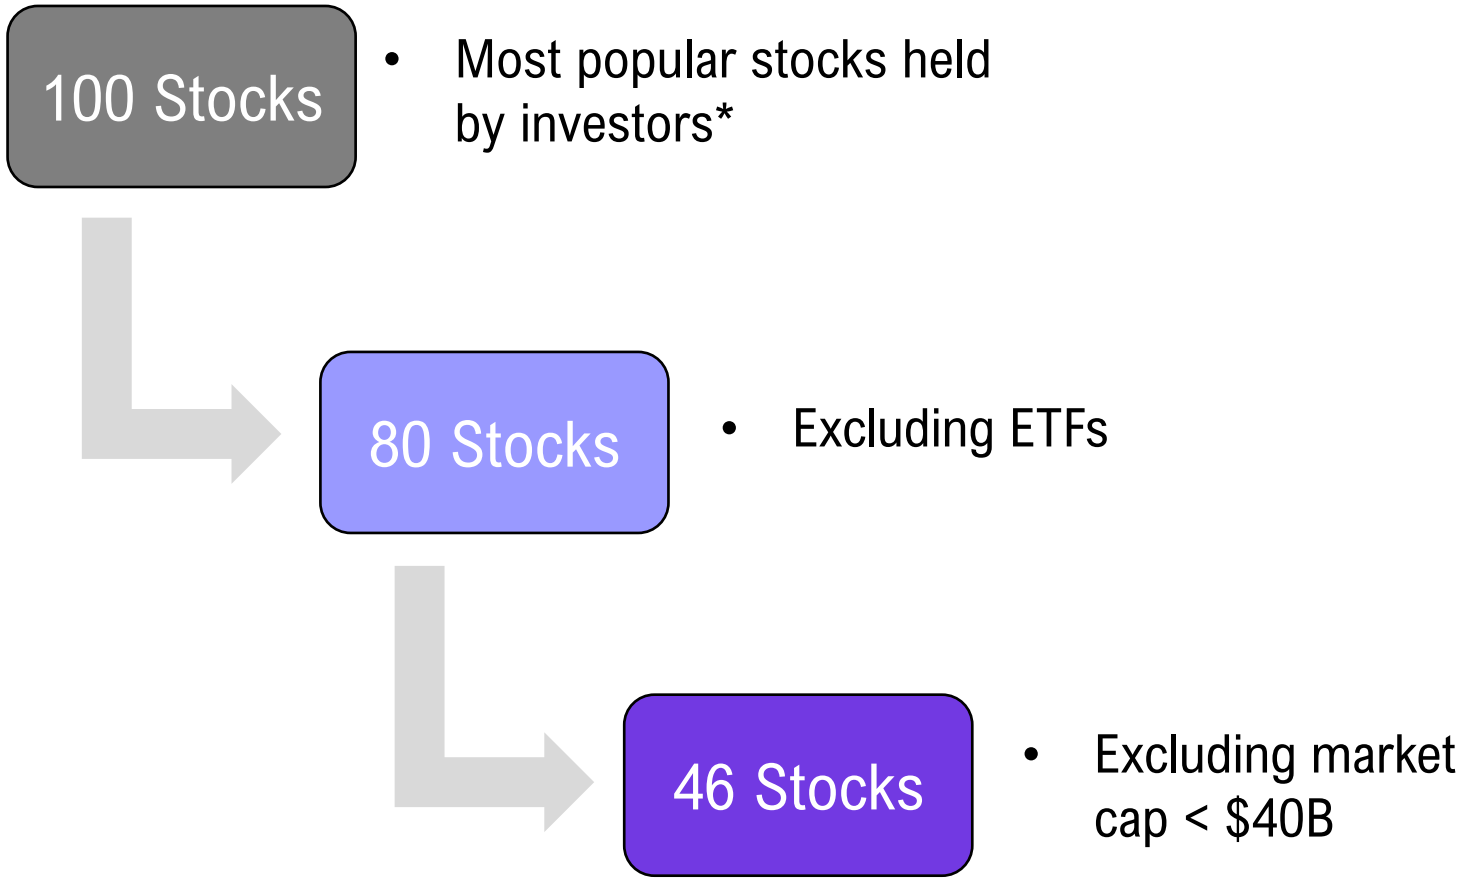 100 Stocks
• Most popular stocks held
by investors*
80 Stocks
• Excluding ETFs
46 Stocks
• Excluding market
cap < $40B